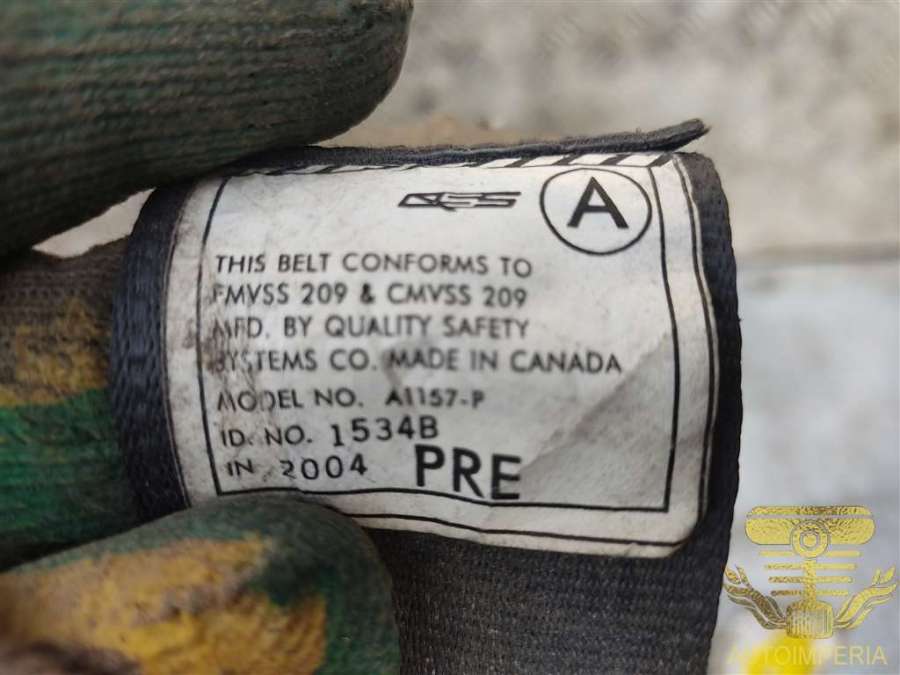 QSS A
THIS BELT CONFORMS TO
FMVSS 209 & CMVSS 209
MFD. BY QUALITY SAFETY
SYSTEMS CO. MADE IN CANADA
MODEL NO. A1157-P
ID. NO. 1534B
IN 2004 PRE
AVTOIMPERIA